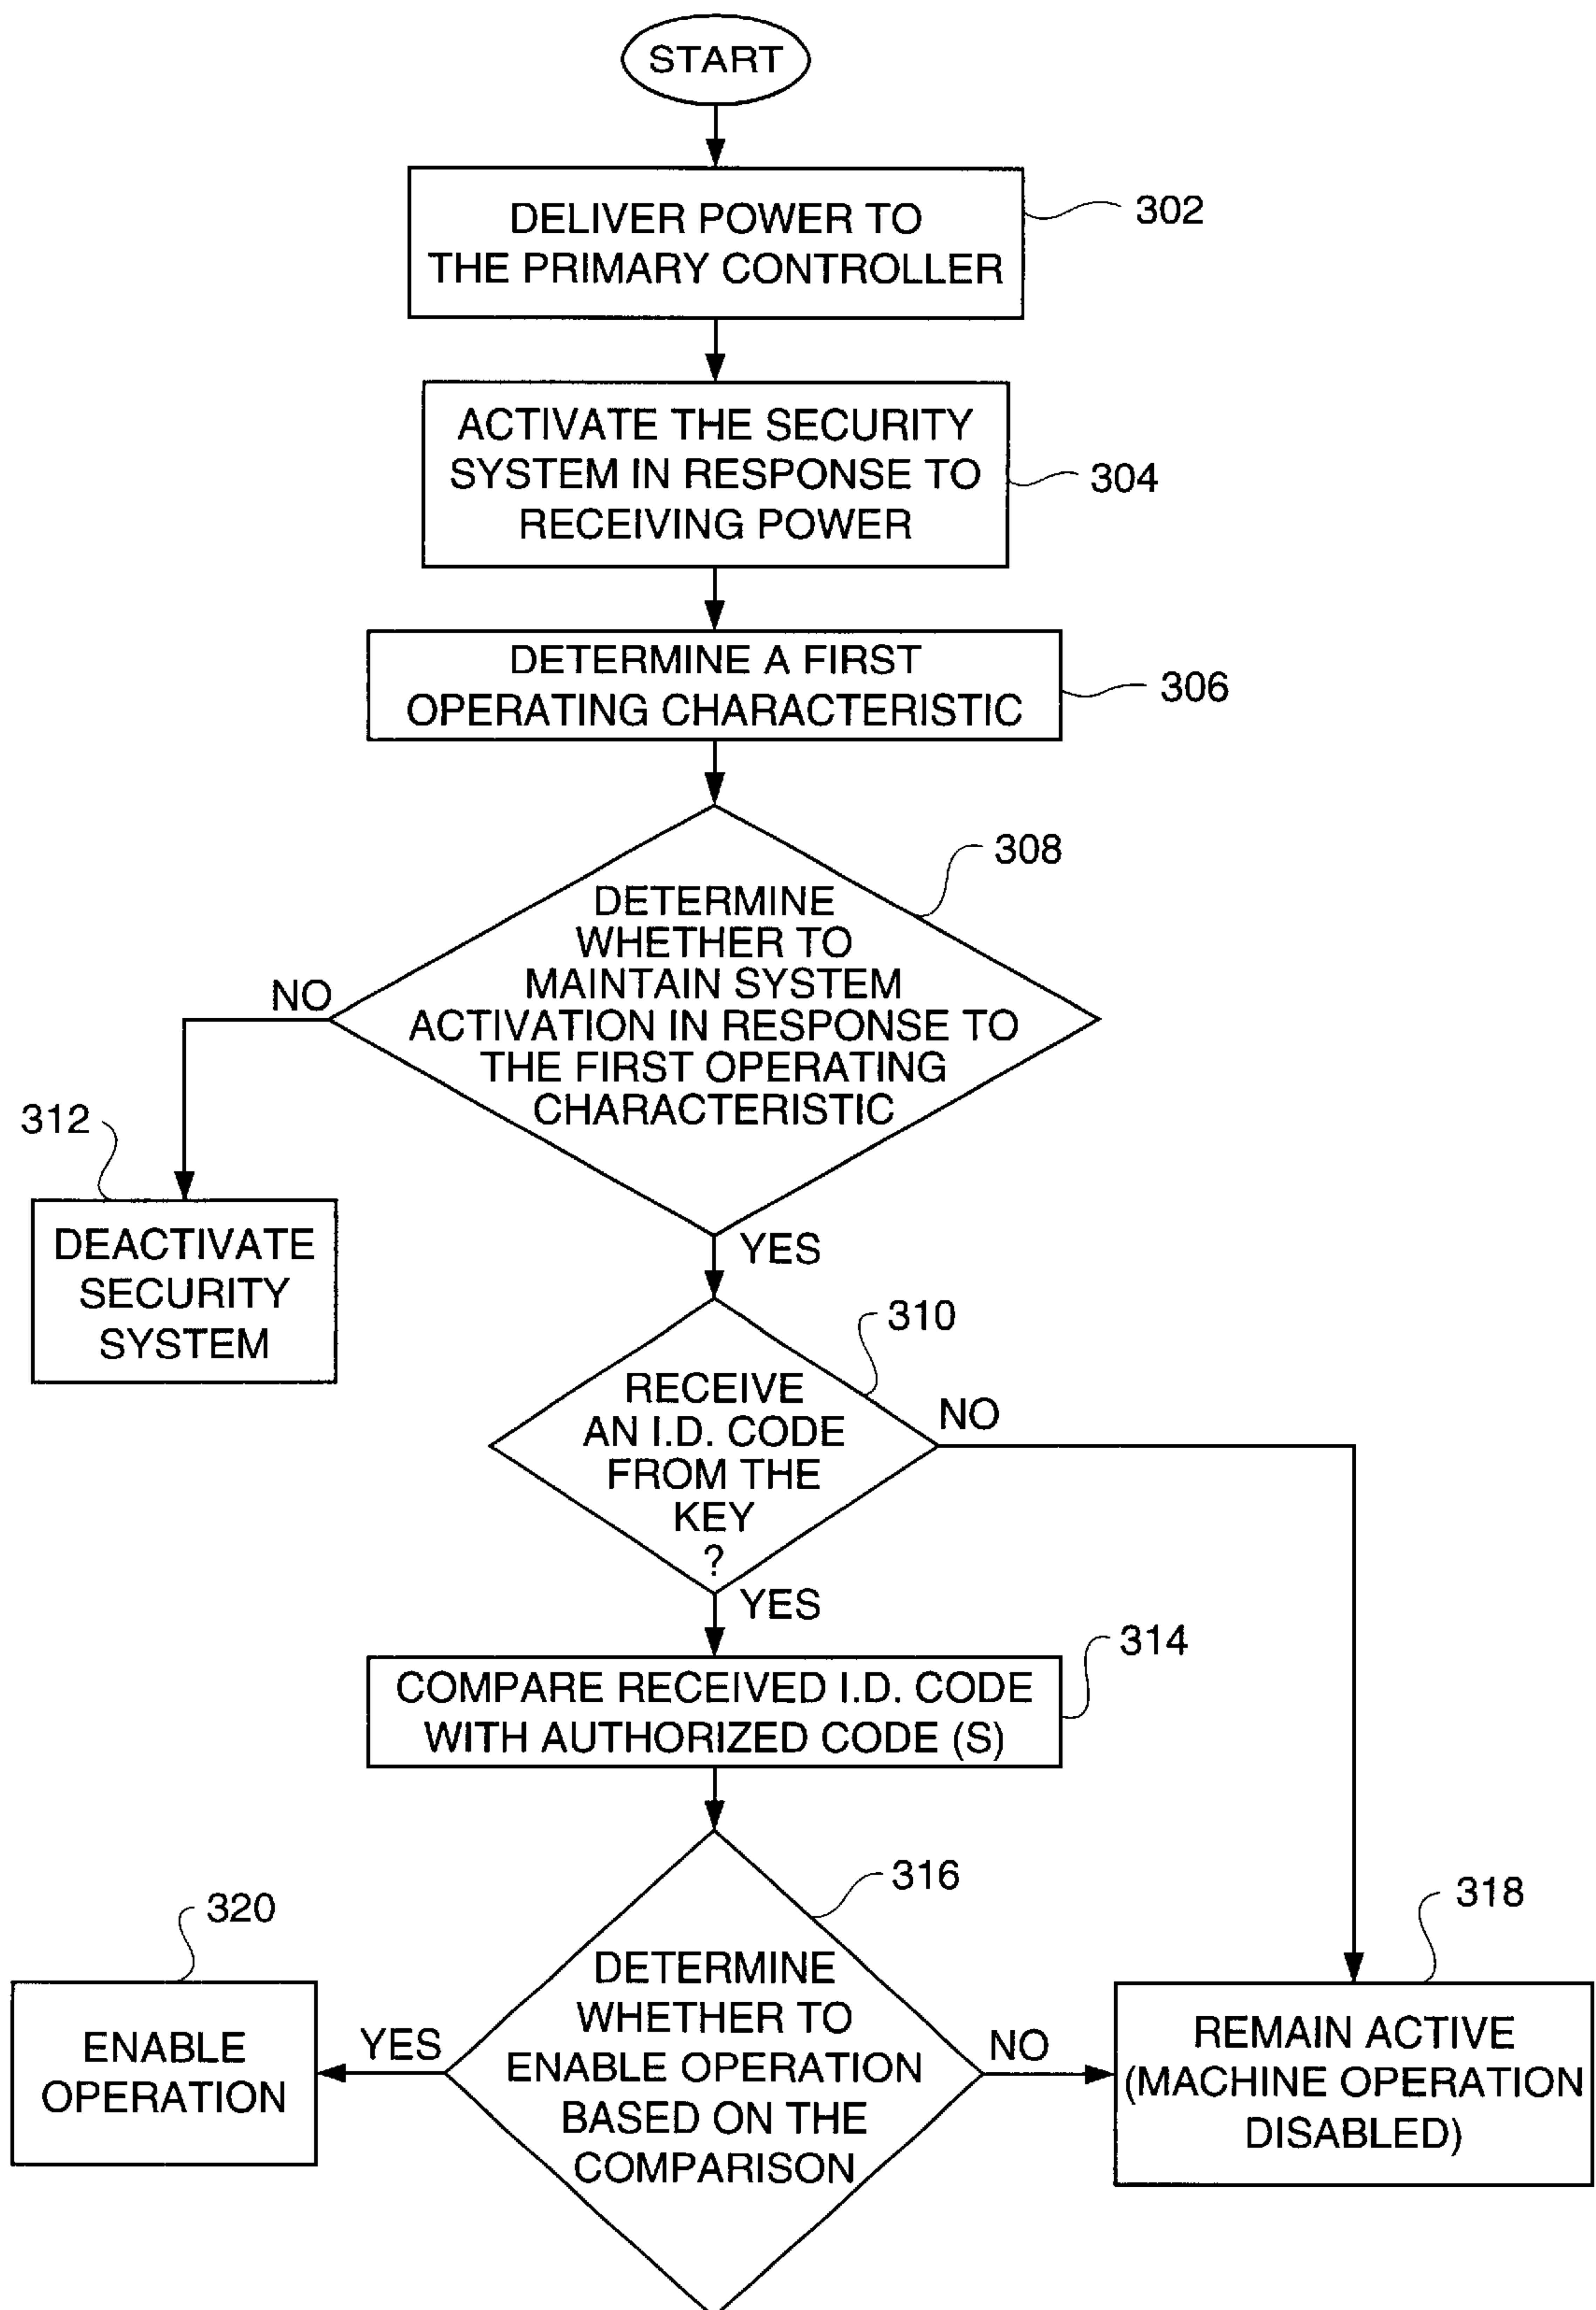 START
DELIVER POWER TO
THE PRIMARY CONTROLLER
302
ACTIVATE THE SECURITY
SYSTEM IN RESPONSE TO
RECEIVING POWER
304
DETERMINE A FIRST
OPERATING CHARACTERISTIC
306
308
DETERMINE
WHETHER TO
MAINTAIN SYSTEM
ACTIVATION IN RESPONSE TO
THE FIRST OPERATING
CHARACTERISTIC
NO
312
DEACTIVATE
SECURITY
SYSTEM
YES
310
RECEIVE
AN I.D. CODE
FROM THE
KEY
?
NO
YES
314
COMPARE RECEIVED I.D. CODE
WITH AUTHORIZED CODE (S)
316
DETERMINE
WHETHER TO
ENABLE OPERATION
BASED ON THE
COMPARISON
320
YES
ENABLE
OPERATION
NO
318
REMAIN ACTIVE
(MACHINE OPERATION
DISABLED)